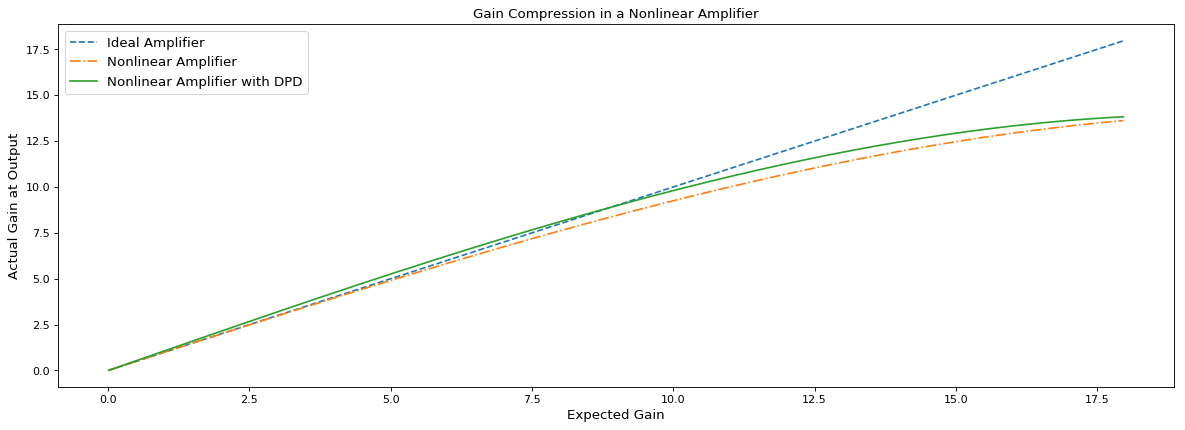 Gain Compression in a Nonlinear Amplifier
Ideal Amplifier
Nonlinear Amplifier
Nonlinear Amplifier with DPD
Actual Gain at Output
17.5
15.0
12.5
10.0
7.5
5.0
2.5
0.0
0.0 2.5 5.0 7.5 10.0 12.5 15.0 17.5
Expected Gain